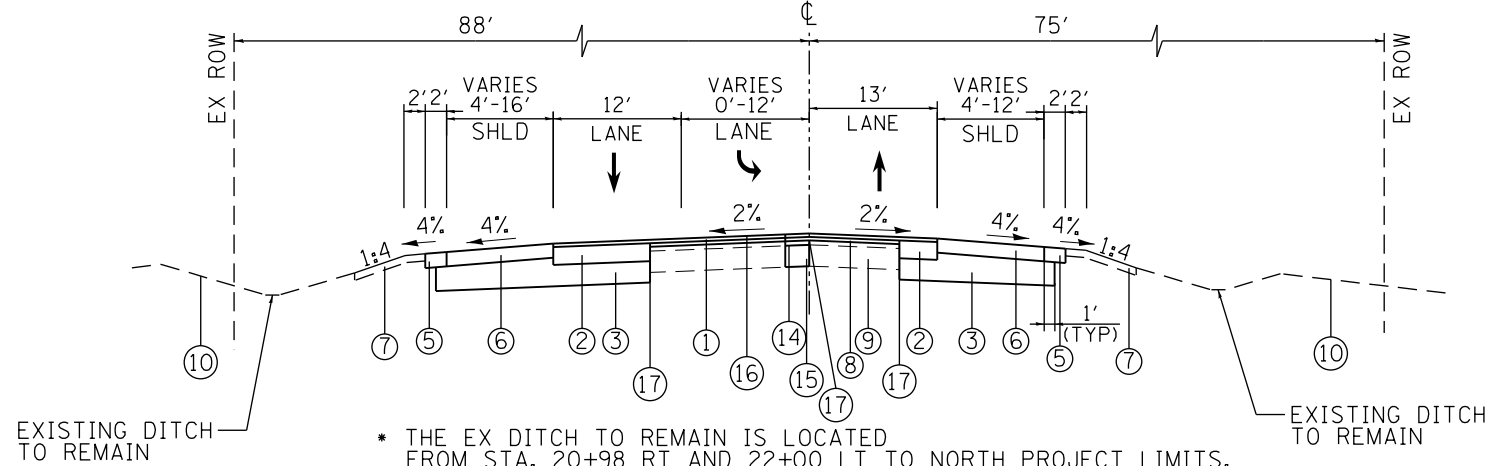 ℄
88'
75'
EX ROW
EX ROW
2' 2'
VARIES
4'-16'
SHLD
12'
LANE
VARIES
0'-12'
LANE
13'
LANE
VARIES
4'-12'
SHLD
2' 2'
1:4
4%
4%
2%
2%
4%
4%
1:4
1'
(TYP)
10
7
5
6
2
3
17
1
16
14
15
17
8
9
17
2
3
6
5
7
10
EXISTING DITCH
TO REMAIN
EXISTING DITCH
TO REMAIN
* THE EX DITCH TO REMAIN IS LOCATED
FROM STA. 20+98 RT AND 22+00 LT TO NORTH PROJECT LIMITS.